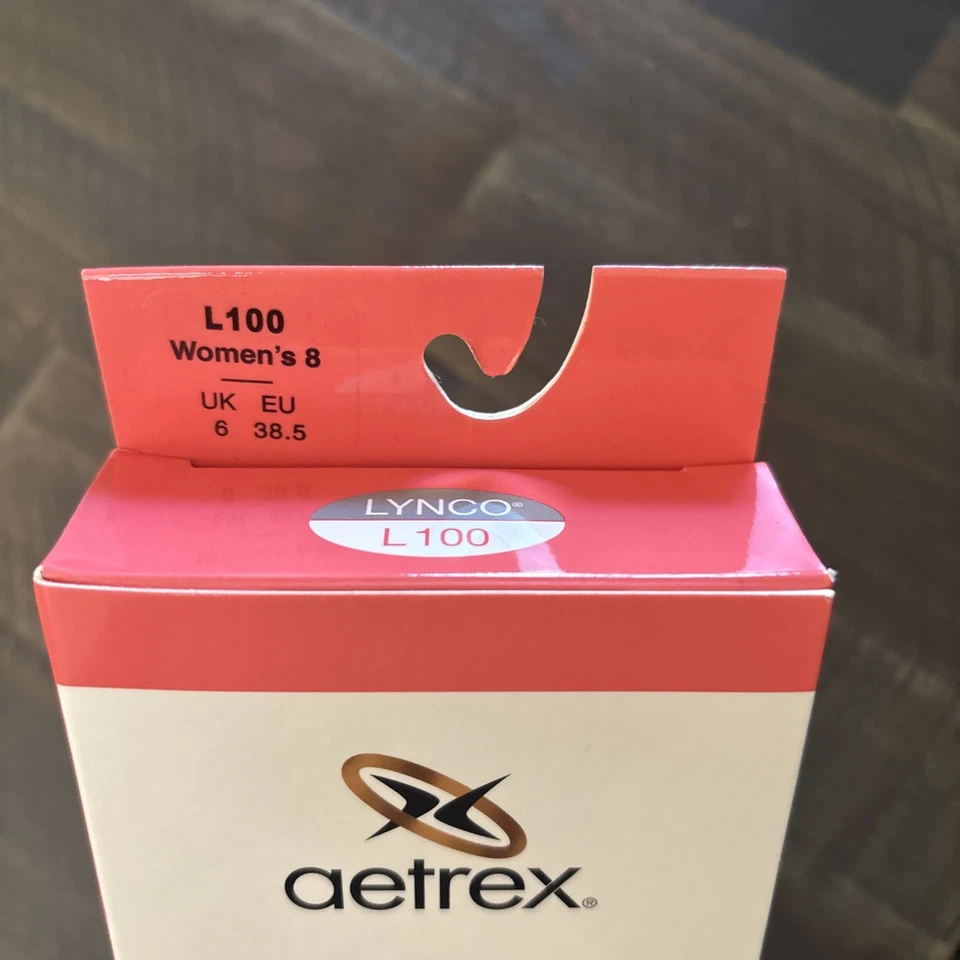 L100
Women's 8
UK EU
6 38.5
LYNCO®
L100
aetrex®